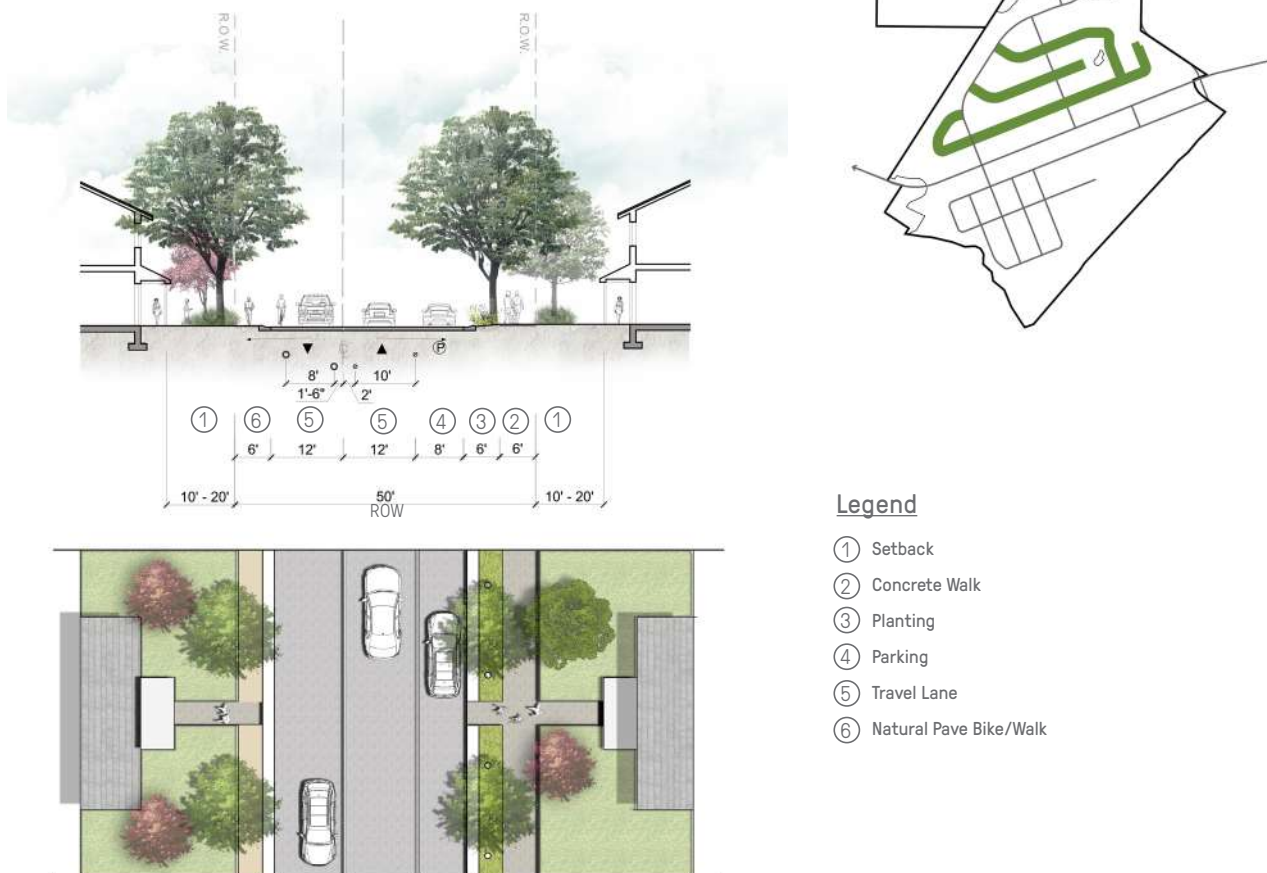 R.O.W.
R.O.W.
P
8'
10'
1'-6"
2'
1 6 5 5 4 3 2 1
6' 12' 12' 8' 6' 6'
10' - 20' 50' 10' - 20'
ROW
Legend
1 Setback
2 Concrete Walk
3 Planting
4 Parking
5 Travel Lane
6 Natural Pave Bike/Walk